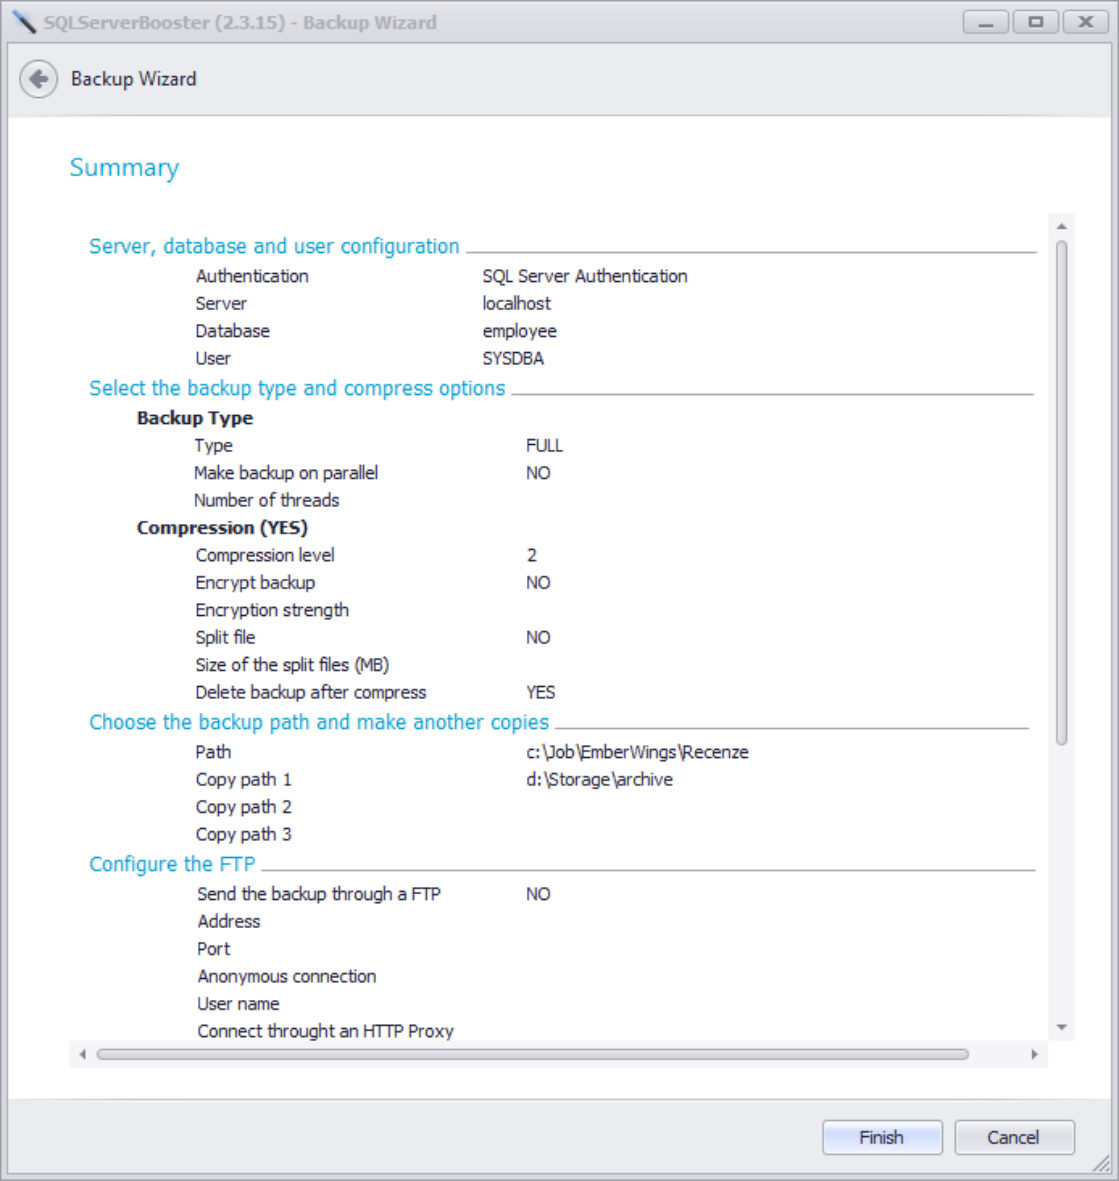 SQLServerBooster (2.3.15) - Backup Wizard
Backup Wizard
Summary
Server, database and user configuration
Authentication SQL Server Authentication
Server localhost
Database employee
User SYSDBA
Select the backup type and compress options
Backup Type
Type FULL
Make backup on parallel NO
Number of threads
Compression (YES)
Compression level 2
Encrypt backup NO
Encryption strength
Split file NO
Size of the split files (MB)
Delete backup after compress YES
Choose the backup path and make another copies
Path c:\Job\EmberWings\Recenze
Copy path 1 d:\Storage\archive
Copy path 2
Copy path 3
Configure the FTP
Send the backup through a FTP NO
Address
Port
Anonymous connection
User name
Connect throught an HTTP Proxy
Finish Cancel